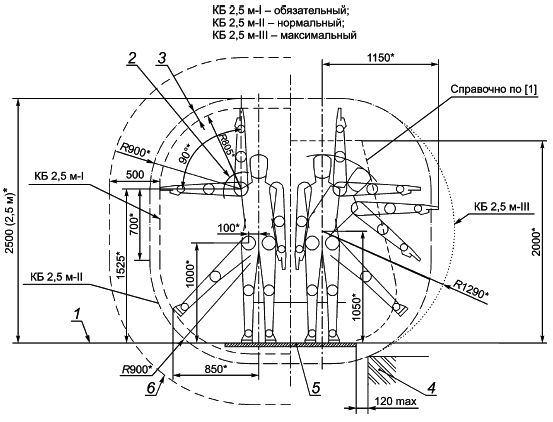 КБ 2,5 м-I – обязательный;
КБ 2,5 м-II – нормальный;
КБ 2,5 м-III – максимальный
2
3
1150*
Справочно по [1]
R900*
R805*
90°*
500
КБ 2,5 м-I
2500 (2,5 м)*
700*
1525*
100*
1000*
1050*
КБ 2,5 м-III
2000*
R1290*
КБ 2,5 м-II
1
R900*
6
850*
5
4
120 max